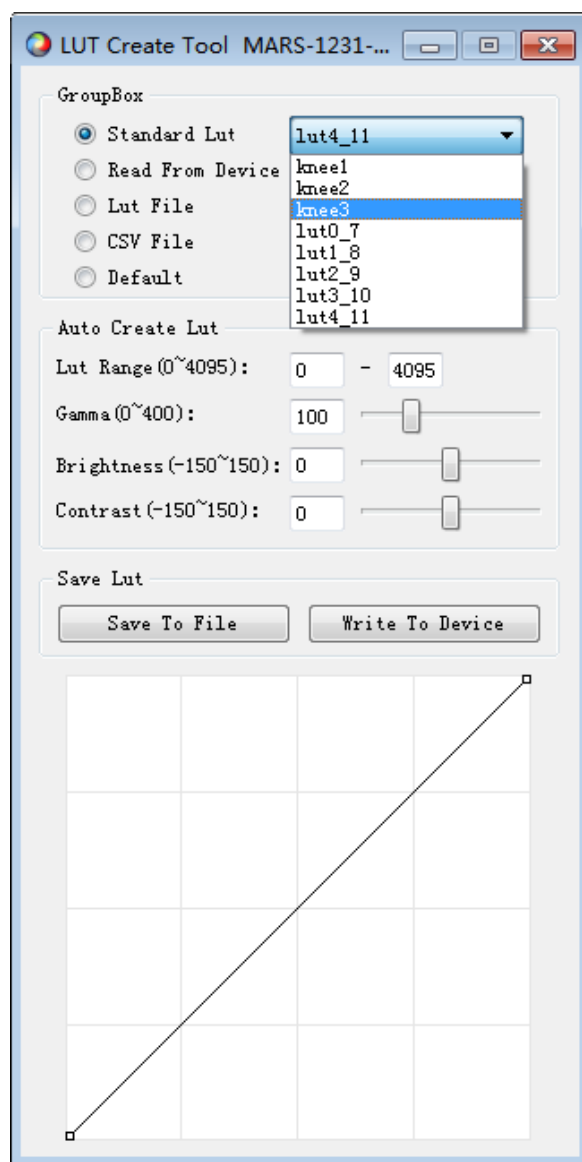 LUT Create Tool MARS-1231-...
GroupBox
Standard Lut
lut4_11
Read From Device
knee1
knee2
Lut File
knee3
lut0_7
CSV File
lut1_8
lut2_9
Default
lut3_10
lut4_11
Auto Create Lut
Lut Range(0~4095): 0 - 4095
Gamma(0~400): 100
Brightness(-150~150): 0
Contrast(-150~150): 0
Save Lut
Save To File Write To Device